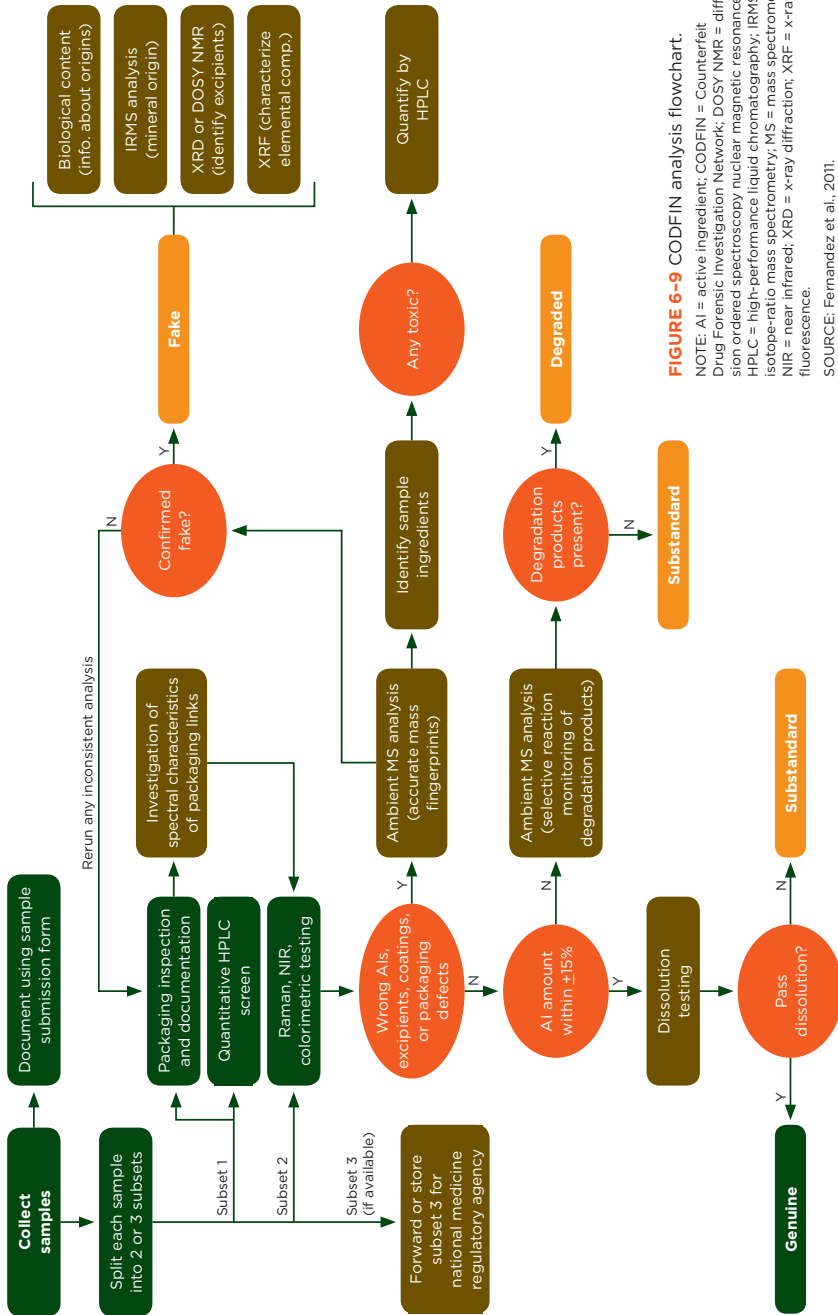 Collect
samples
Document using sample
submission form
Split each sample
into 2 or 3 subsets
Subset 1
Subset 2
Subset 3
(if available)
Forward or store
subset 3 for
national medicine
regulatory agency
Rerun any inconsistent analysis
Packaging inspection
and documentation
Quantitative HPLC
screen
Raman, NIR,
colorimetric testing
Investigation of
spectral characteristics
of packaging links
Wrong AIs,
excipients, coatings,
or packaging
defects
Y
N
Ambient MS analysis
(accurate mass
fingerprints)
Confirmed
fake?
N
Y
Fake
Biological content
(info. about origins)
IRMS analysis
(mineral origin)
XRD or DOSY NMR
(identify excipients)
XRF (characterize
elemental comp.)
Identify sample
ingredients
Any toxic?
Quantify by
HPLC
AI amount
within ±15%
N
Y
Ambient MS analysis
(selective reaction
monitoring of
degradation products)
Degradation
products
present?
Y
N
Degraded
Substandard
Dissolution
testing
Pass
dissolution?
Y
N
Genuine
Substandard
FIGURE 6-9 CODFIN analysis flowchart.
NOTE: AI = active ingredient; CODFIN = Counterfeit
Drug Forensic Investigation Network; DOSY NMR =
sion ordered spectroscopy nuclear magnetic resonance
HPLC = high-performance liquid chromatography; IRMS
isotope-ratio mass spectrometry; MS = mass
NIR = near infrared; XRD = x-ray diffraction; XRF = x-ray
fluorescence.
SOURCE: Fernandez et al., 2011.